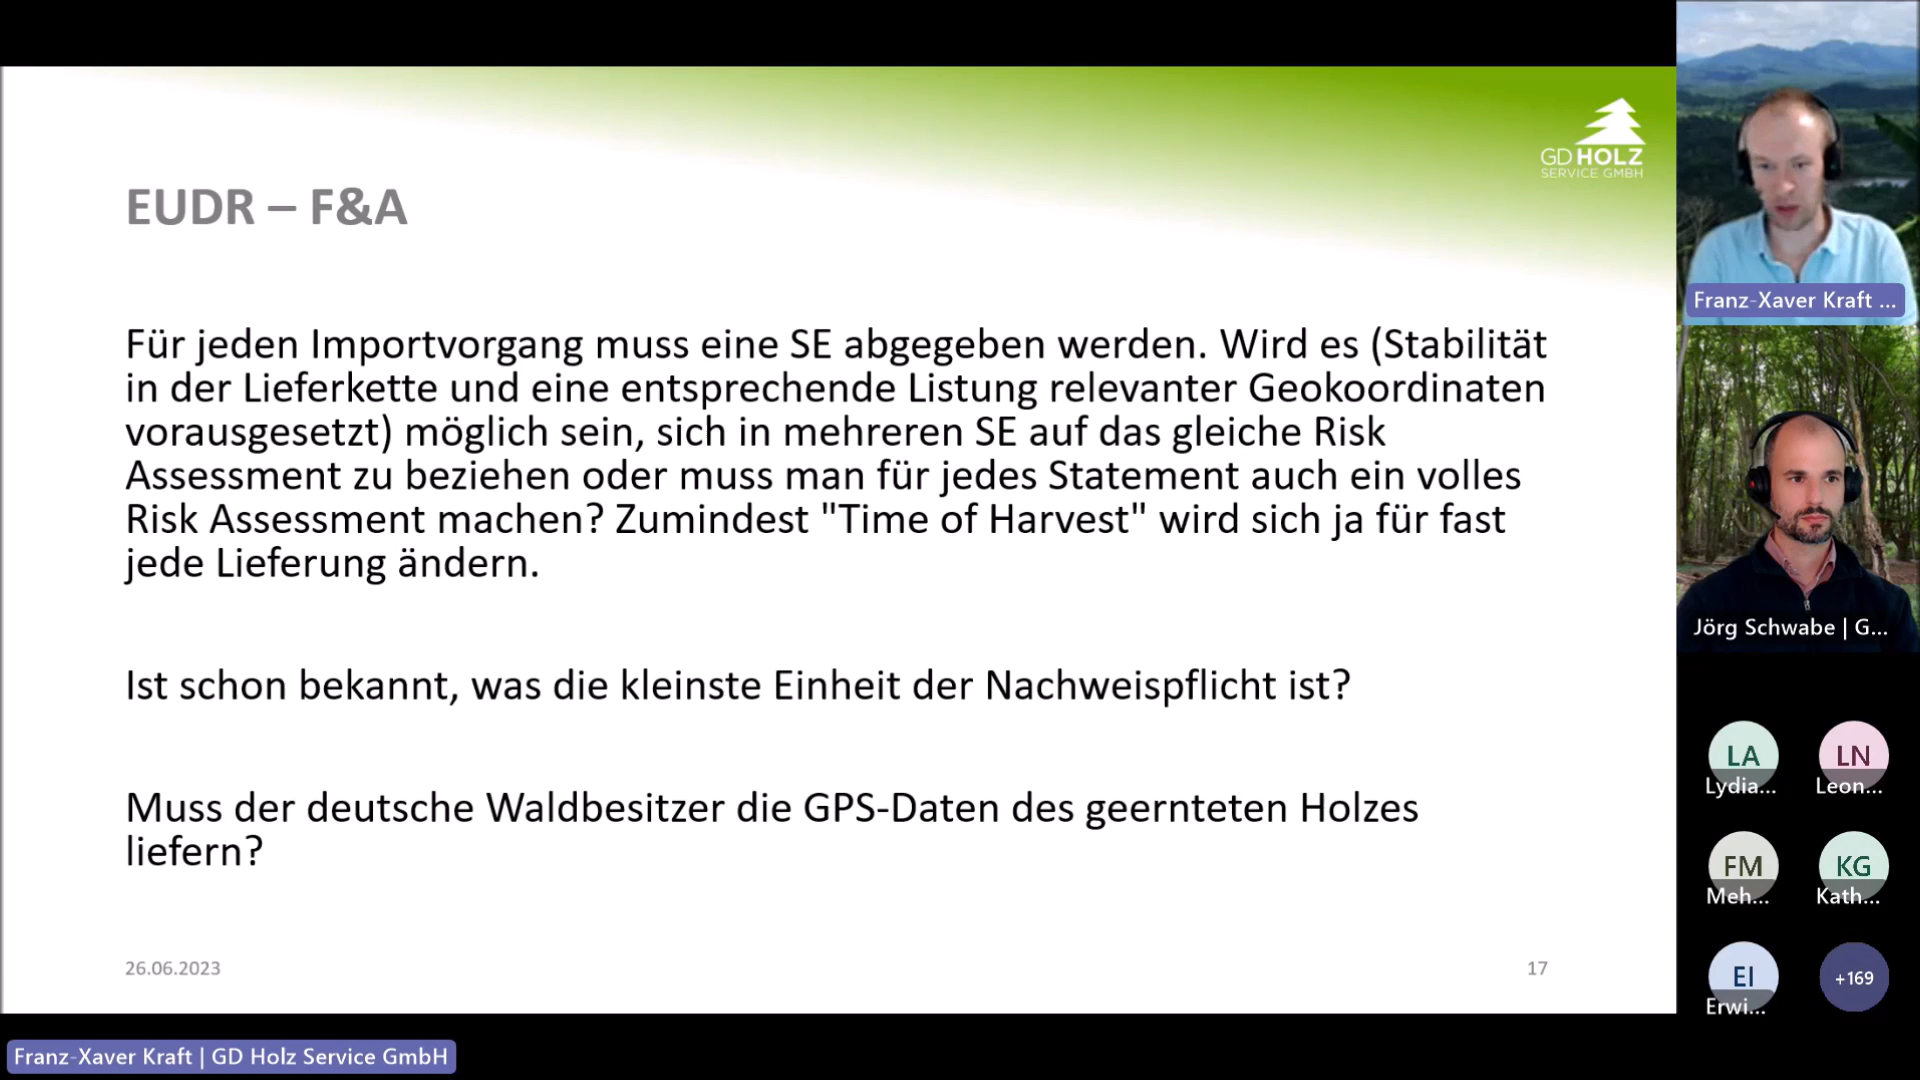 GD HOLZ
SERVICE GMBH
EUDR – F&A
Für jeden Importvorgang muss eine SE abgegeben werden. Wird es (Stabilität
in der Lieferkette und eine entsprechende Listung relevanter Geokoordinaten
vorausgesetzt) möglich sein, sich in mehreren SE auf das gleiche Risk
Assessment zu beziehen oder muss man für jedes Statement auch ein volles
Risk Assessment machen? Zumindest "Time of Harvest" wird sich ja für fast
jede Lieferung ändern.
Ist schon bekannt, was die kleinste Einheit der Nachweispflicht ist?
Muss der deutsche Waldbesitzer die GPS-Daten des geernteten Holzes
liefern?
26.06.2023
17
Franz-Xaver Kraft ...
Jörg Schwabe | G...
LA
LN
Lydia...
Leon...
FM
KG
Meh...
Kath...
EI
+169
Erwi...
Franz-Xaver Kraft | GD Holz Service GmbH